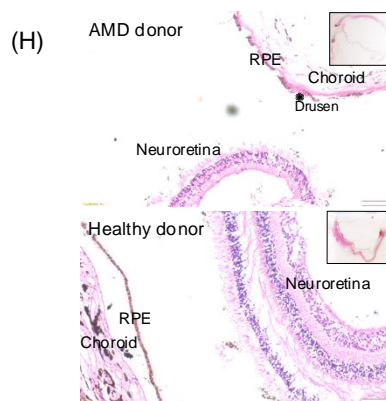 (H)
AMD donor
RPE
Choroid
Drusen
Neuroretina
Healthy donor
Neuroretina
RPE
Choroid